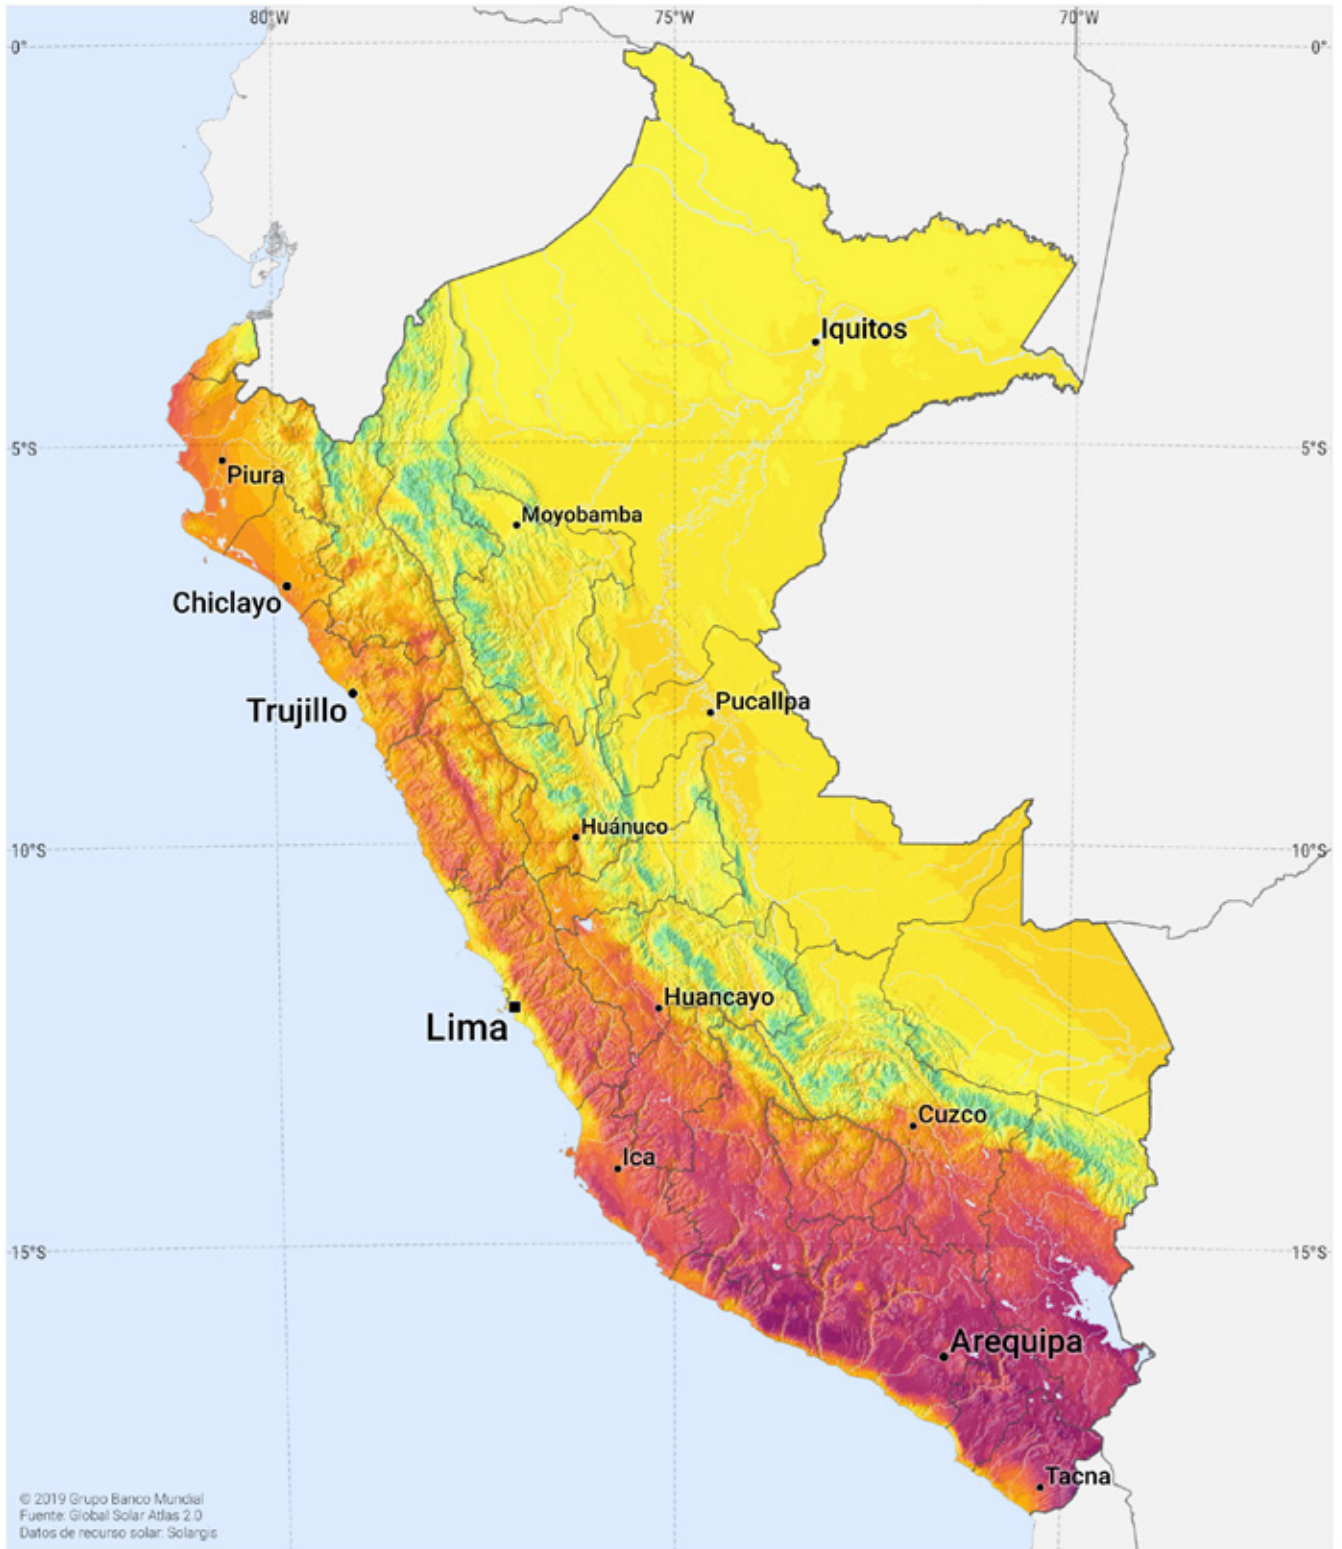 80°W 75°W 70°W
0° 0°
Iquitos
5°S 5°S
Piura
Moyobamba
Chiclayo
Pucallpa
Trujillo
Huánuco
10°S 10°S
Huancayo
Lima
Cuzco
Ica
15°S 15°S
Arequipa
Tacna
© 2019 Grupo Banco Mundial
Fuente: Global Solar Atlas 2.0
Datos de recurso solar: Solargis